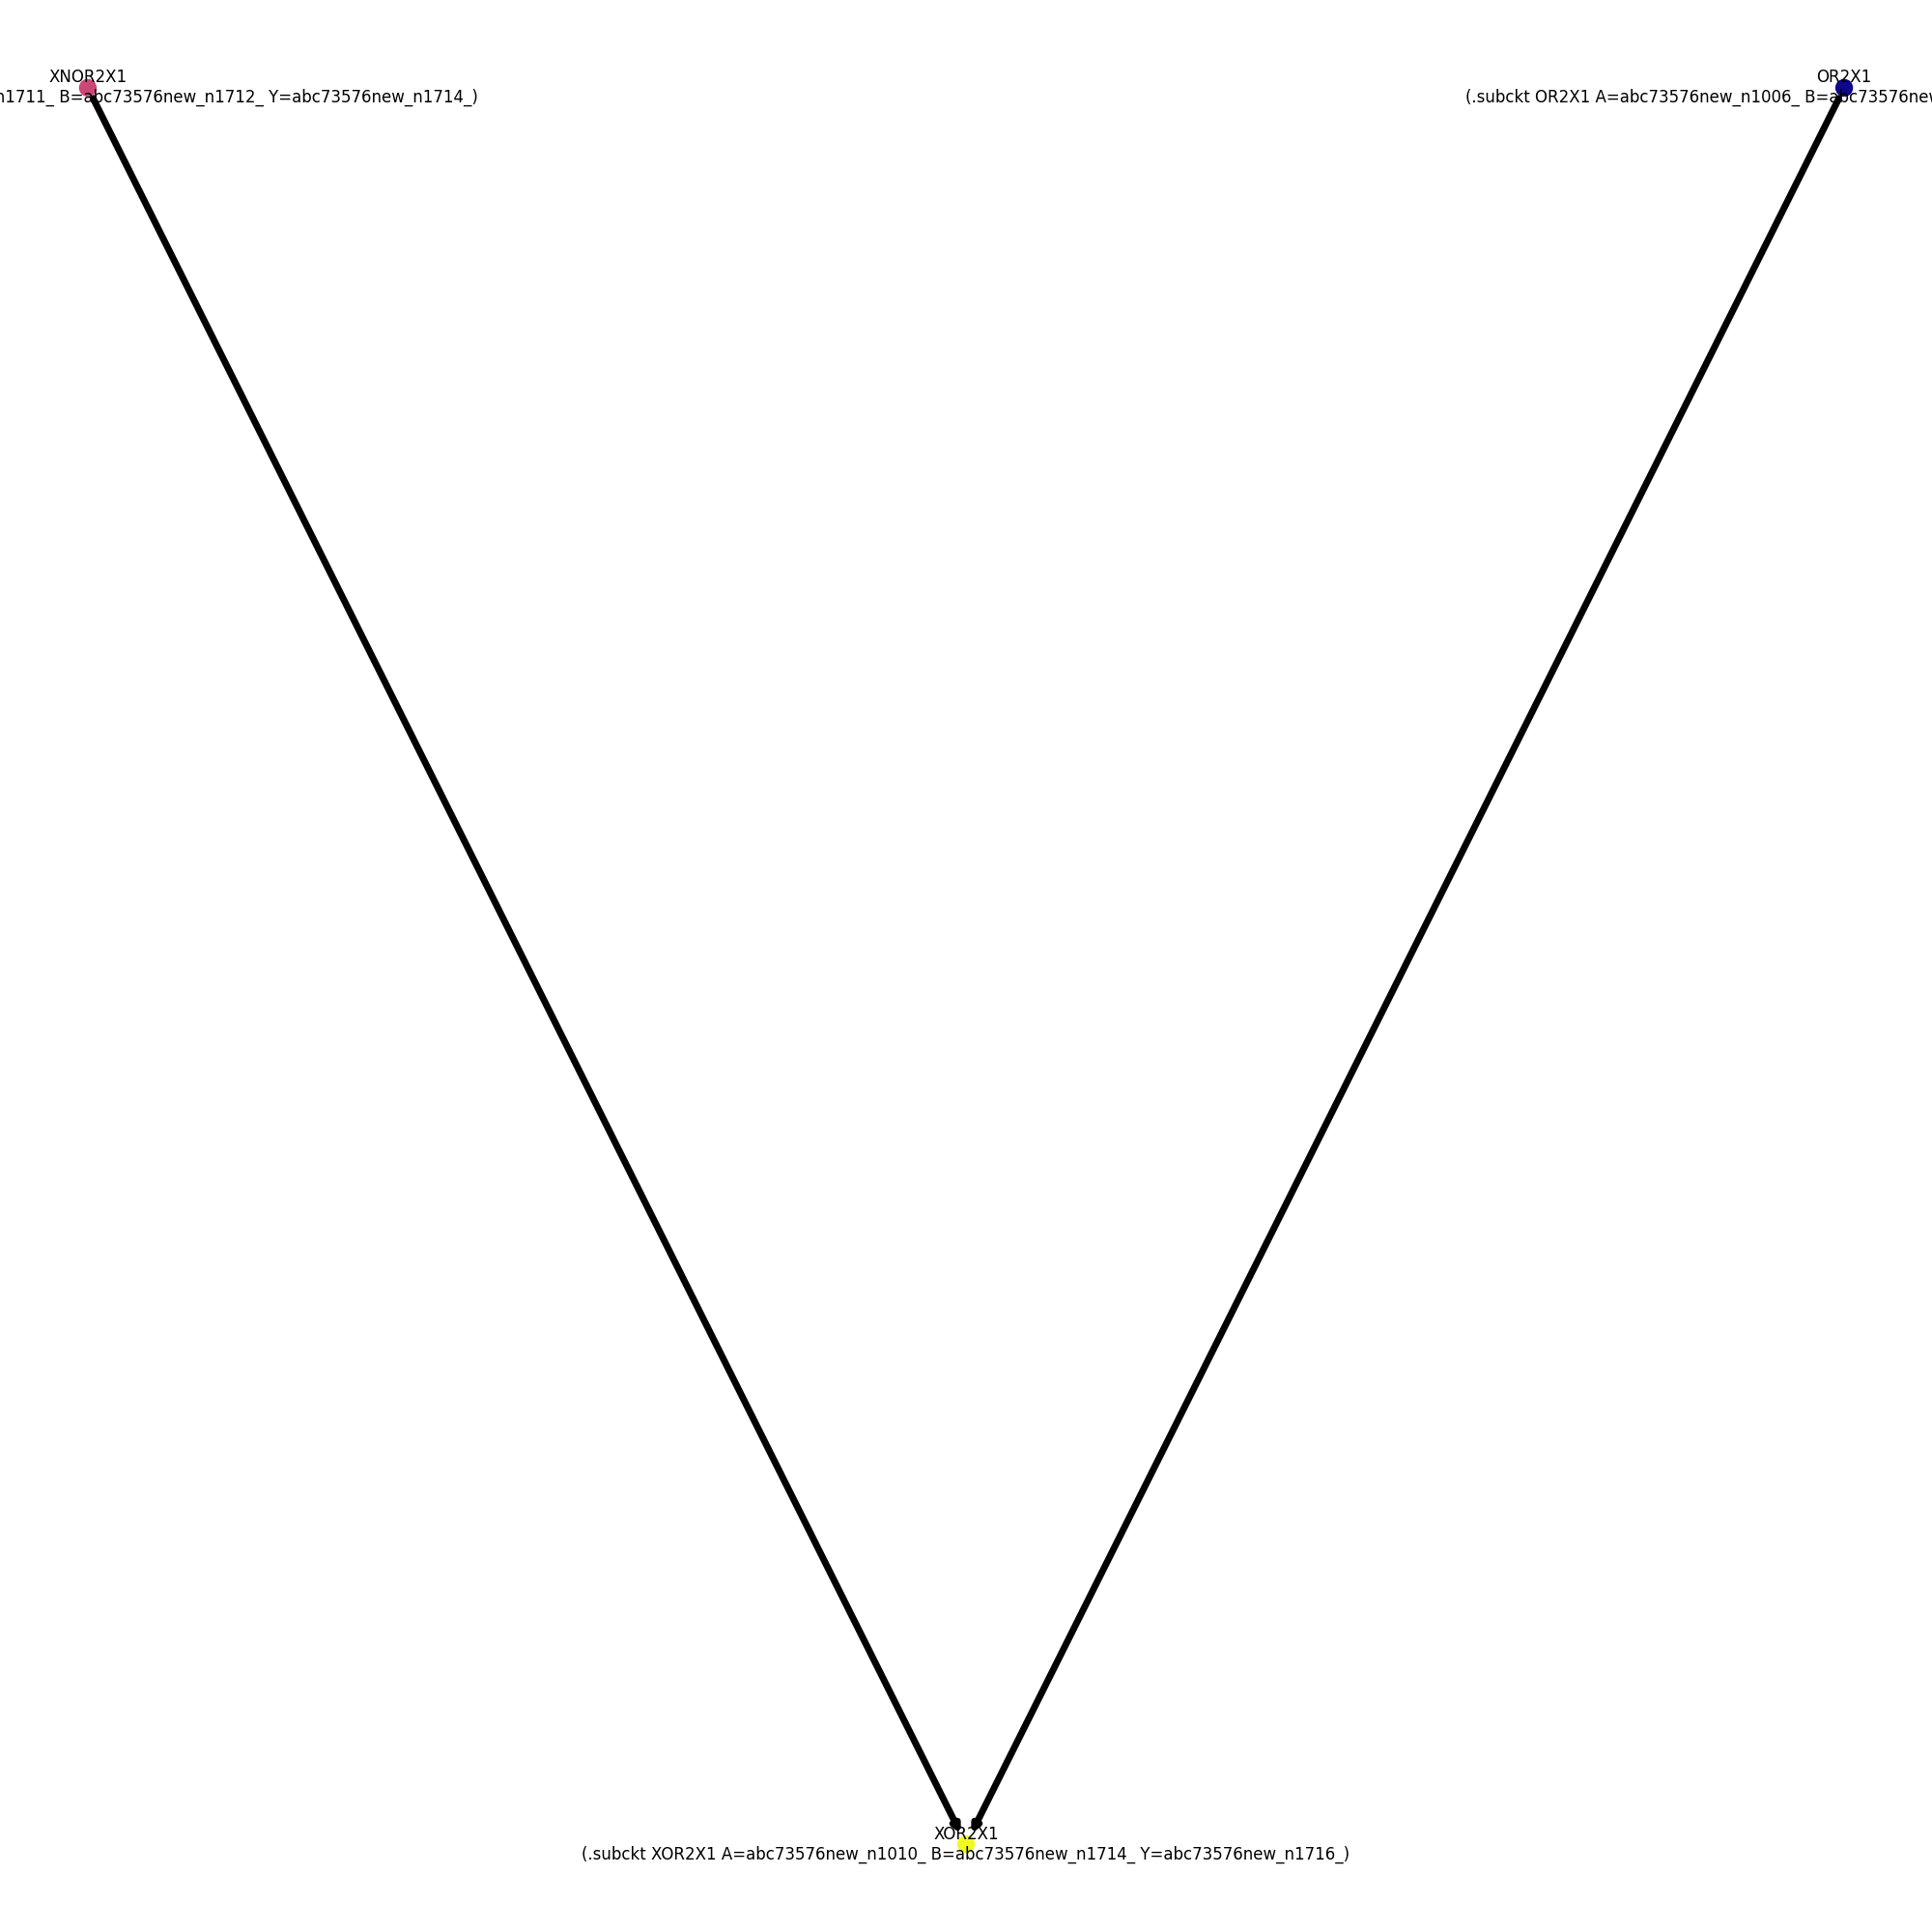 XNOR2X1
n1711_ B=abc73576new_n1712_ Y=abc73576new_n1714_)
OR2X1
(.subckt OR2X1 A=abc73576new_n1006_ B=abc73576new
XOR2X1
(.subckt XOR2X1 A=abc73576new_n1010_ B=abc73576new_n1714_ Y=abc73576new_n1716_)